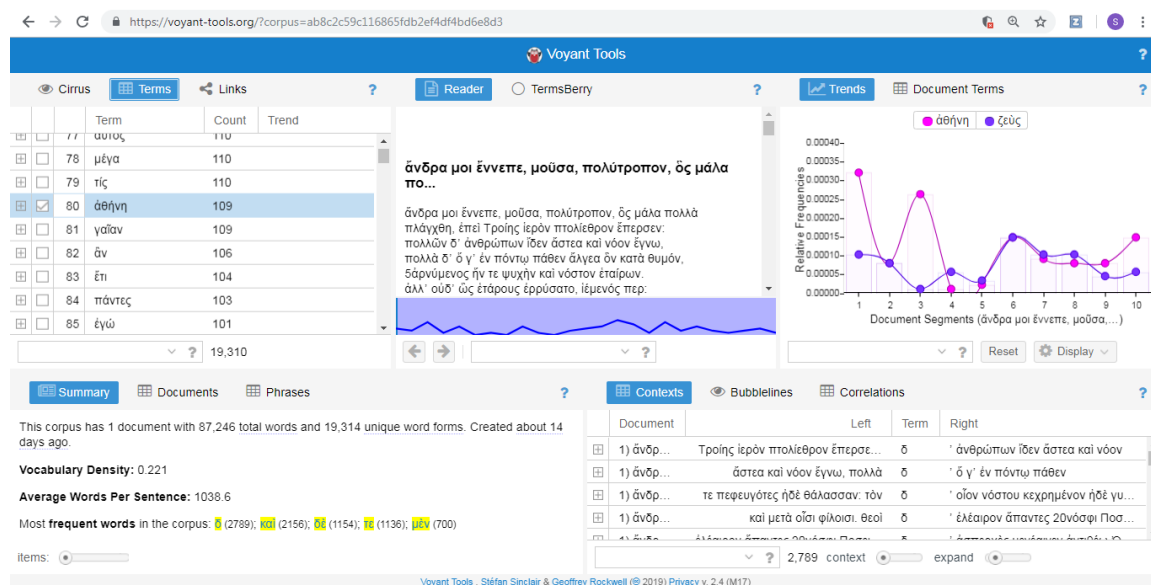 https://voyant-tools.org/?corpus=ab8c2c59c116865fdb2ef4df4bd6e8d3
S
Voyant Tools
?
Cirrus Terms Links ?
Term Count Trend
77 αὐτὸς 110
78 μέγα 110
79 τίς 110
80 ἀθήνη 109
81 γαῖαν 109
82 ἂν 106
83 ἔτι 104
84 πάντες 103
85 ἐγώ 101
? 19,310
Reader TermsBerry ?
ἄνδρα μοι ἔννεπε, μοῦσα, πολύτροπον, ὃς μάλα
πο...
ἄνδρα μοι ἔννεπε, μοῦσα, πολύτροπον, ὃς μάλα πολλὰ
πλάγχθη, ἐπεὶ Τροίης ἱερὸν πτολίεθρον ἔπερσεν:
πολλῶν δ᾽ ἀνθρώπων ἴδεν ἄστεα καὶ νόον ἔγνω,
πολλὰ δ᾽ ὅ γ᾽ ἐν πόντῳ πάθεν ἄλγεα ὃν κατὰ θυμόν,
5ἀρνύμενος ἥν τε ψυχὴν καὶ νόστον ἑταίρων.
ἀλλ᾽ οὐδ᾽ ὣς ἑτάρους ἐρρύσατο, ἱέμενός περ:
?
Trends Document Terms ?
ἀθήνη ζεὺς
Relative Frequencies
0.00040
0.00035
0.00030
0.00025
0.00020
0.00015
0.00010
0.00005
0.00000
1 2 3 4 5 6 7 8 9 10
Document Segments (ἄνδρα μοι ἔννεπε, μοῦσα,...)
? Reset Display
Summary Documents Phrases ?
This corpus has 1 document with 87,246 total words and 19,314 unique word forms. Created about 14
days ago.
Vocabulary Density: 0.221
Average Words Per Sentence: 1038.6
Most frequent words in the corpus: δ (2789); καὶ (2156); δὲ (1154); τε (1136); μὲν (700)
items:
Contexts Bubblelines Correlations ?
Document Left Term Right
1) ἄνδρ... Τροίης ἱερὸν πτολίεθρον ἔπερσε... δ ᾽ ἀνθρώπων ἴδεν ἄστεα καὶ νόον
1) ἄνδρ... ἄστεα καὶ νόον ἔγνω, πολλὰ δ ᾽ ὅ γ᾽ ἐν πόντῳ πάθεν
1) ἄνδρ... τε πεφευγότες ἠδὲ θάλασσαν: τὸν δ ᾽ οἶον νόστου κεχρημένον ἠδὲ γυ...
1) ἄνδρ... καὶ μετὰ οἷσι φίλοισι. θεοὶ δ ᾽ ἐλέαιρον ἅπαντες 20νόσφι Ποσ...
? 2,789 context expand
Voyant Tools , Stéfan Sinclair & Geoffrey Rockwell (© 2019) Privacy v. 2.4 (M17)